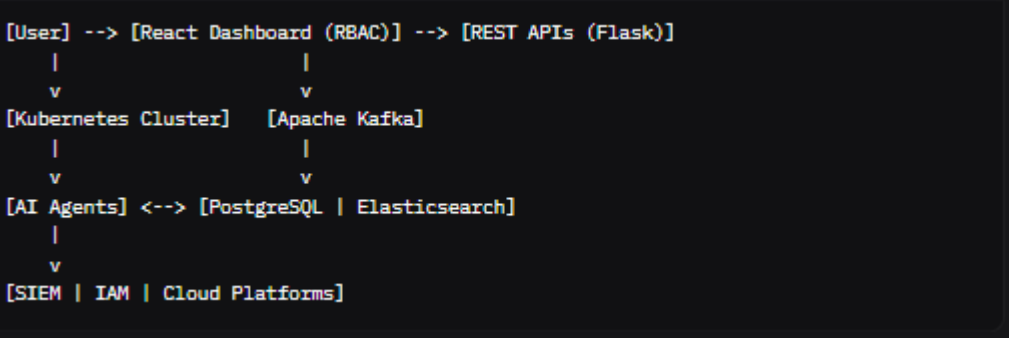 [User] --> [React Dashboard (RBAC)] --> [REST APIs (Flask)]
    |                         |
    v                         v
[Kubernetes Cluster]   [Apache Kafka]
    |                         |
    v                         v
[AI Agents] <--> [PostgreSQL | Elasticsearch]
    |
    v
[SIEM | IAM | Cloud Platforms]